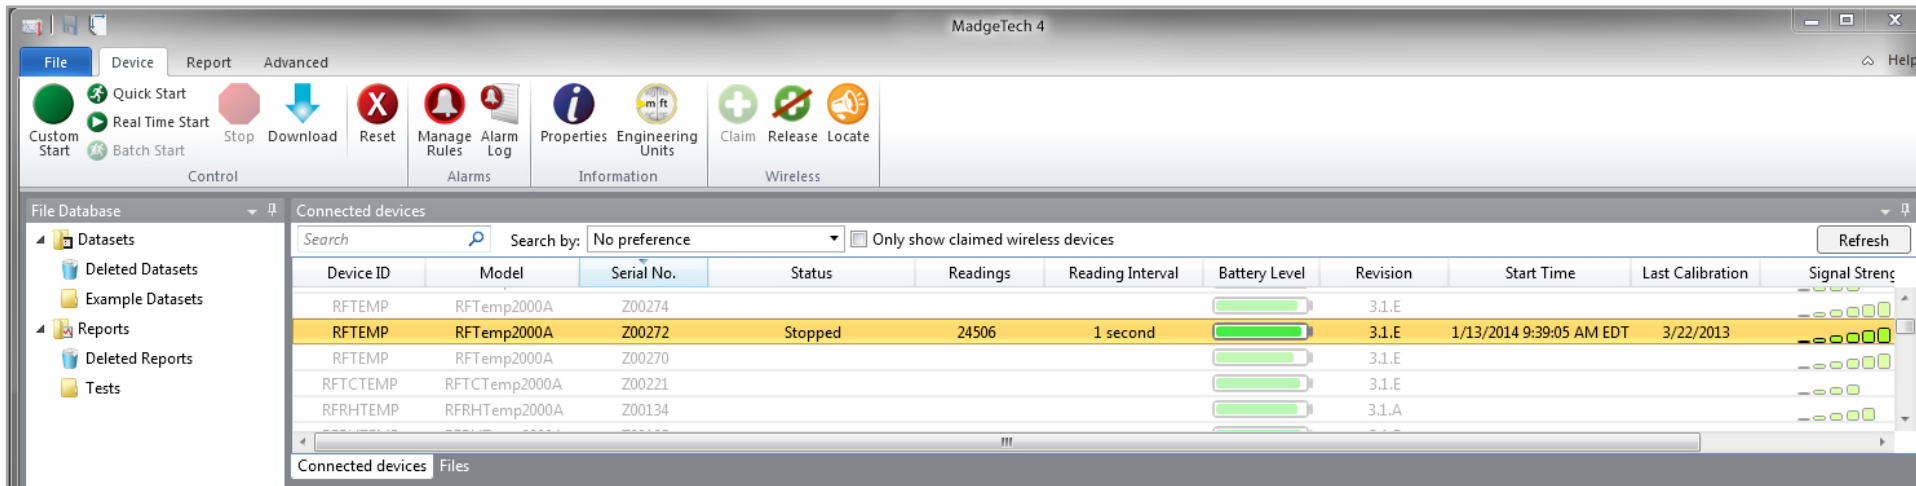 MadgeTech 4
File Device Report Advanced Help
Custom Start
Quick Start
Real Time Start
Batch Start
Stop
Download
Reset
Manage Rules
Alarm Log
Properties
m ft
Engineering Units
Claim
Release
Locate
Control Alarms Information Wireless
File Database
Datasets
Deleted Datasets
Example Datasets
Reports
Deleted Reports
Tests
Connected devices
Search Search by: No preference Only show claimed wireless devices Refresh
Device ID Model Serial No. Status Readings Reading Interval Battery Level Revision Start Time Last Calibration Signal Streng
RFTEMP RFTemp2000A Z00274 3.1.E
RFTEMP RFTemp2000A Z00272 Stopped 24506 1 second 3.1.E 1/13/2014 9:39:05 AM EDT 3/22/2013
RFTEMP RFTemp2000A Z00270 3.1.E
RFTCTEMP RFTCTemp2000A Z00221 3.1.E
RFRHTEMP RFRHTemp2000A Z00134 3.1.A
Connected devices Files